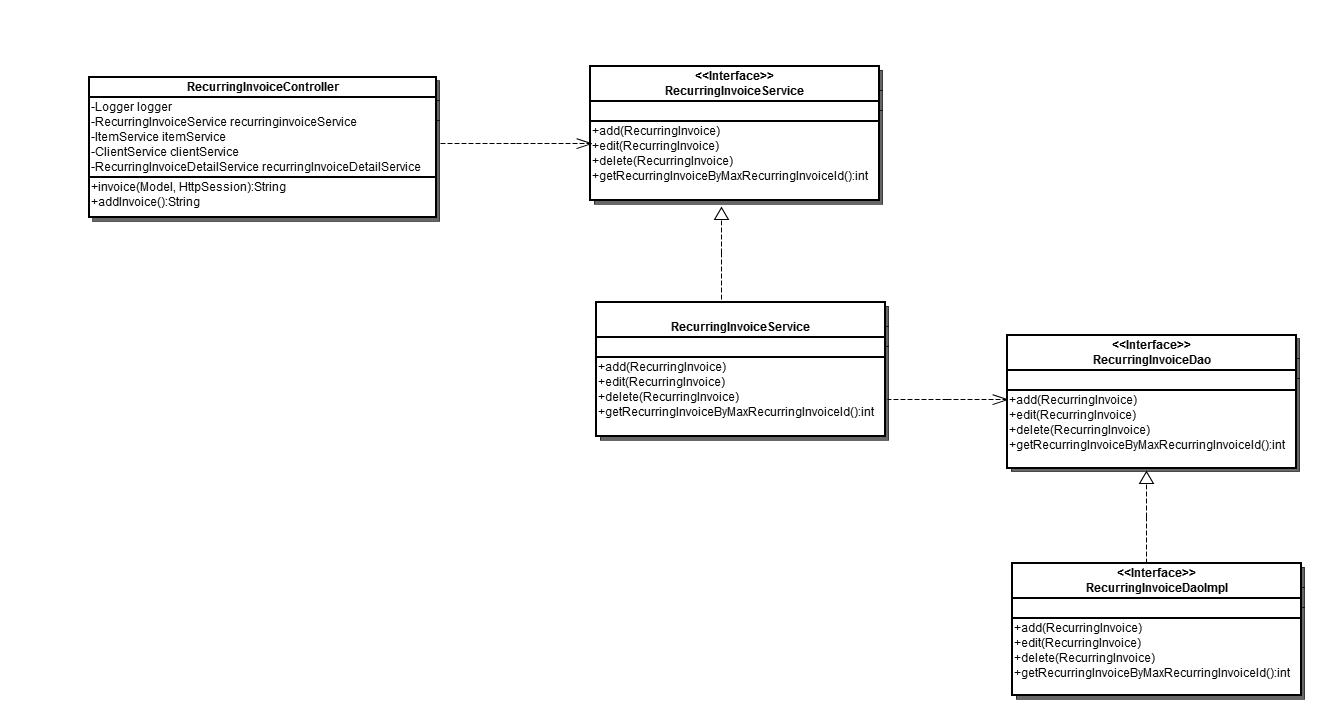 RecurringInvoiceController
-Logger logger
-RecurringInvoiceService recurringinvoiceService
-ItemService itemService
-ClientService clientService
-RecurringInvoiceDetailService recurringInvoiceDetailService
+invoice(Model, HttpSession):String
+addInvoice():String
<<Interface>>
RecurringInvoiceService
+add(RecurringInvoice)
+edit(RecurringInvoice)
+delete(RecurringInvoice)
+getRecurringInvoiceByMaxRecurringInvoiceId():int
RecurringInvoiceService
+add(RecurringInvoice)
+edit(RecurringInvoice)
+delete(RecurringInvoice)
+getRecurringInvoiceByMaxRecurringInvoiceId():int
<<Interface>>
RecurringInvoiceDao
+add(RecurringInvoice)
+edit(RecurringInvoice)
+delete(RecurringInvoice)
+getRecurringInvoiceByMaxRecurringInvoiceId():int
<<Interface>>
RecurringInvoiceDaoImpl
+add(RecurringInvoice)
+edit(RecurringInvoice)
+delete(RecurringInvoice)
+getRecurringInvoiceByMaxRecurringInvoiceId():int